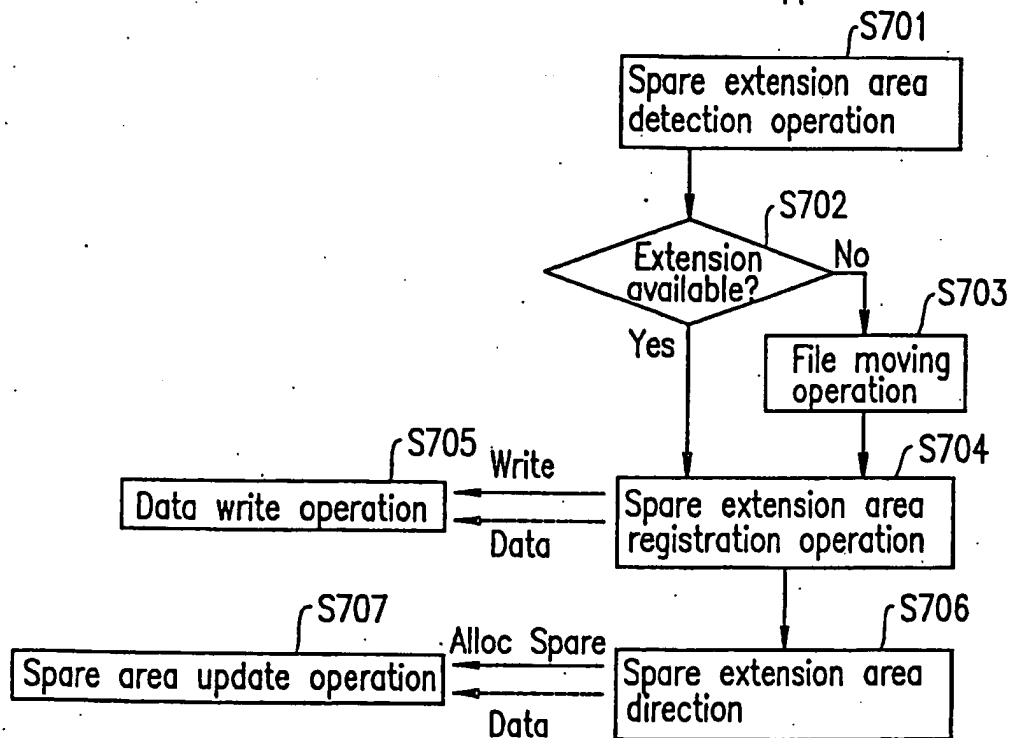 S701
Spare extension area
detection operation
S702
Extension
available?
No
Yes
S703
File moving
operation
S704
Spare extension area
registration operation
S705
Write
Data write operation
Data
S706
Spare extension area
direction
S707
Alloc Spare
Spare area update operation
Data